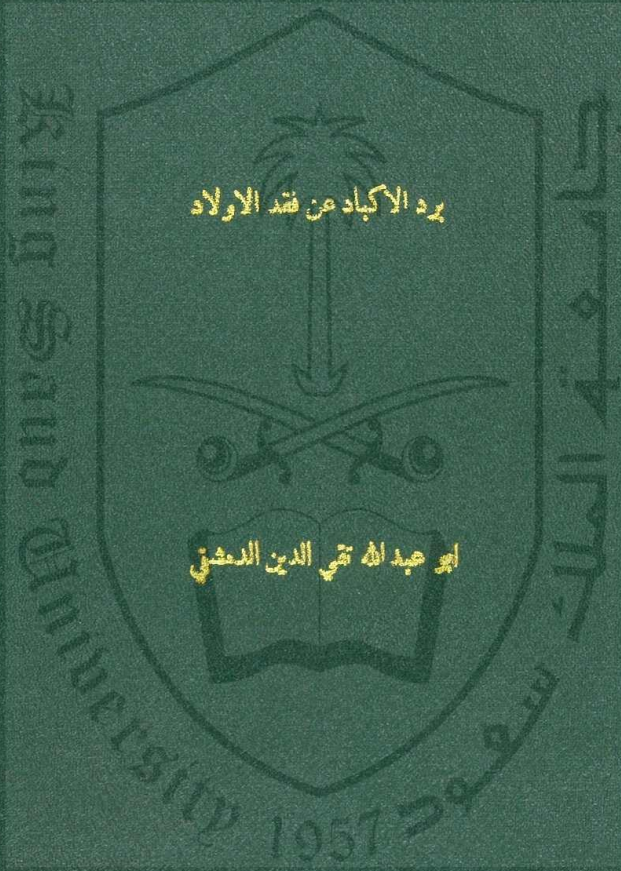 برد الاكباد عن فقد الاولاد
ابو عبد الله تقي الدين الدمشقي
King Saud University 1957
جامعة الملك سعود